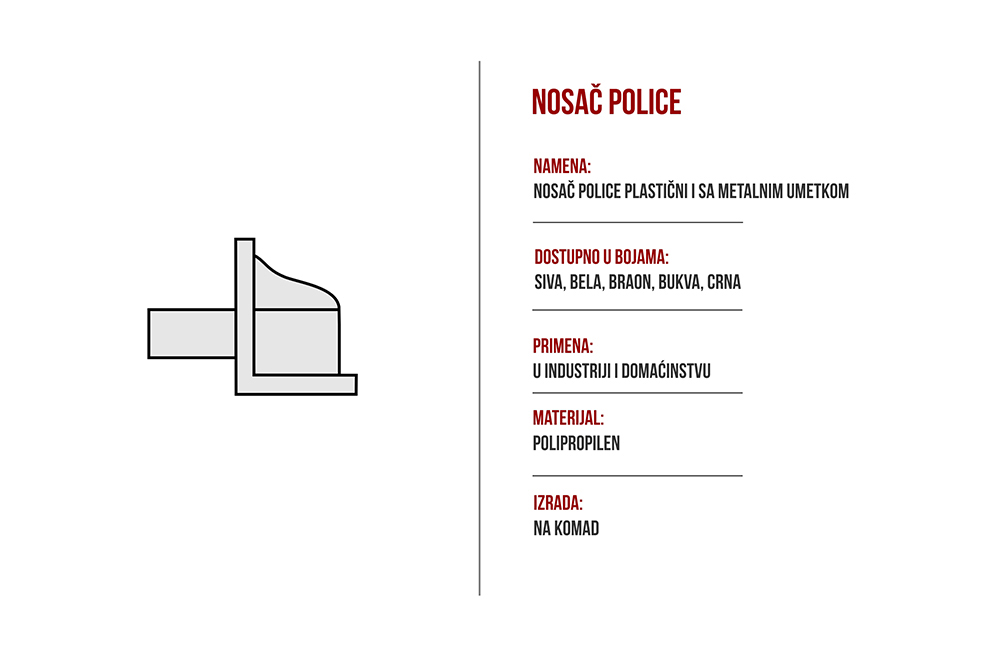 NOSAČ POLICE
NAMENA:
NOSAČ POLICE PLASTIČNI I SA METALNIM UMETKOM
DOSTUPNO U BOJAMA:
SIVA, BELA, BRAON, BUKVA, CRNA
PRIMENA:
U INDUSTRIJI I DOMAĆINSTVU
MATERIJAL:
POLIPROPILEN
IZRADA:
NA KOMAD